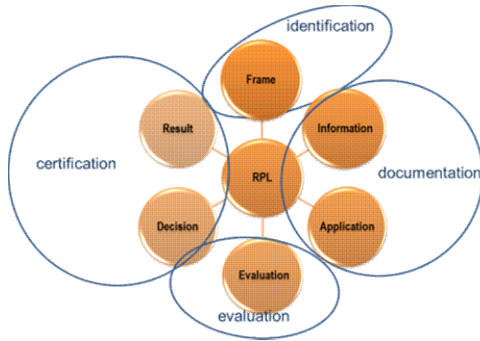 identification
Frame
Result
Information
certification
RPL
documentation
Decision
Application
Evaluation
evaluation